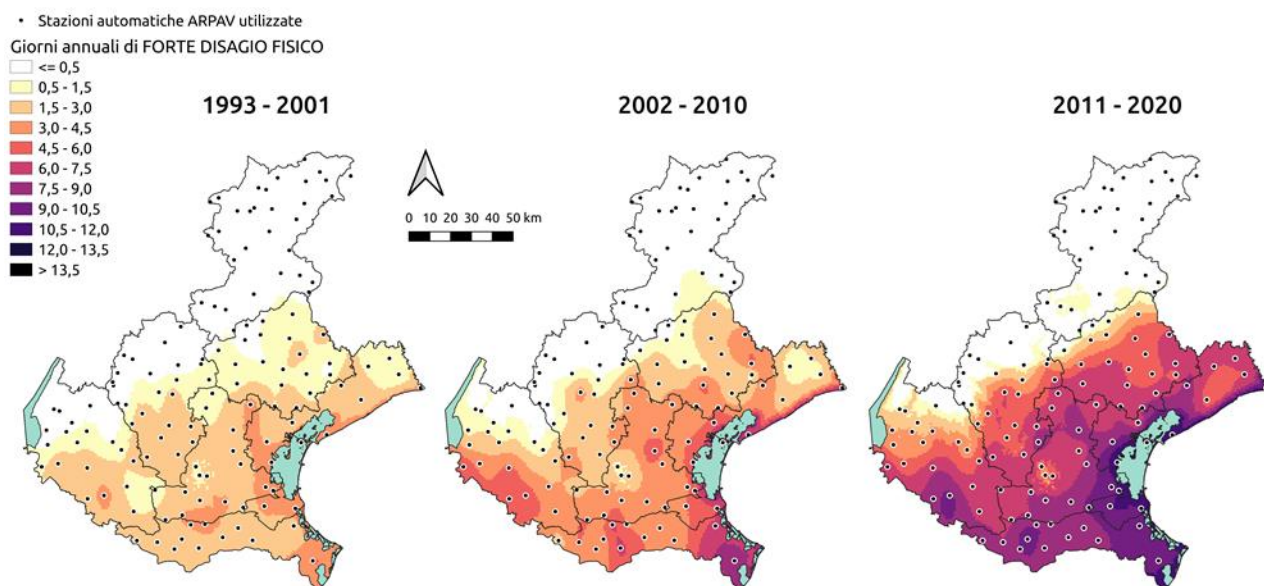 Stazioni automatiche ARPAV utilizzate
Giorni annuali di FORTE DISAGIO FISICO
<= 0,5
0,5 - 1,5
1,5 - 3,0
3,0 - 4,5
4,5 - 6,0
6,0 - 7,5
7,5 - 9,0
9,0 - 10,5
10,5 - 12,0
12,0 - 13,5
> 13,5
1993 - 2001
2002 - 2010
2011 - 2020
0 10 20 30 40 50 km